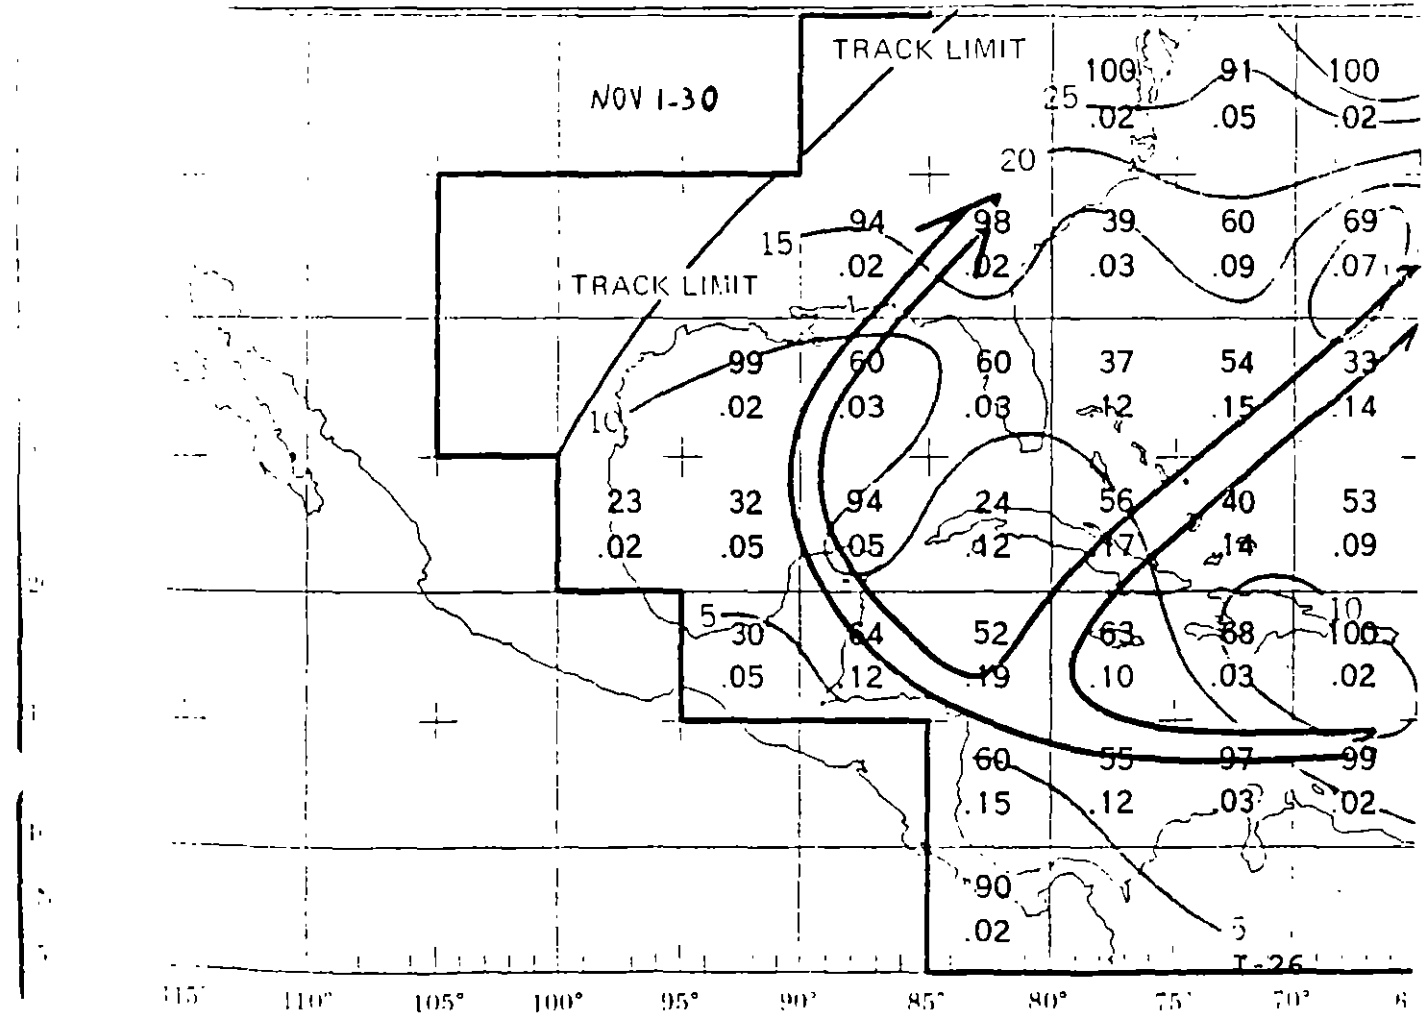 TRACK LIMIT
100 91 100
NOV 1-30
25
.02 .05 .02
20
94 98 39 60 69
15
.02 .02 .03 .09 .07
TRACK LIMIT
99 60 60 37 54 33
10 .02 .03 .03 .12 .15 .14
23 32 94 24 56 40 53
.02 .05 .05 .12 .17 .14 .09
5 10
30 64 52 63 68 100
.05 .12 .19 .10 .03 .02
60 55 97 99
.15 .12 .03 .02
90
.02 5
I-26
115° 110° 105° 100° 95° 90° 85° 80° 75° 70°